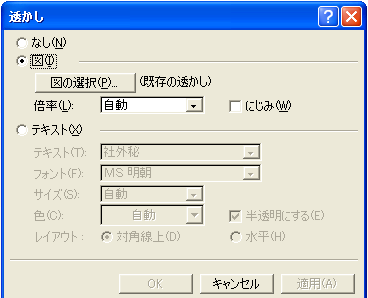 透かし
なし(N)
図(I)
図の選択(P)... (既存の透かし)
倍率(L): 自動 にじみ(W)
テキスト(X)
テキスト(T): 社外秘
フォント(F): MS 明朝
サイズ(S): 自動
色(C): 自動 半透明にする(E)
レイアウト: 対角線上(D) 水平(H)
OK キャンセル 適用(A)